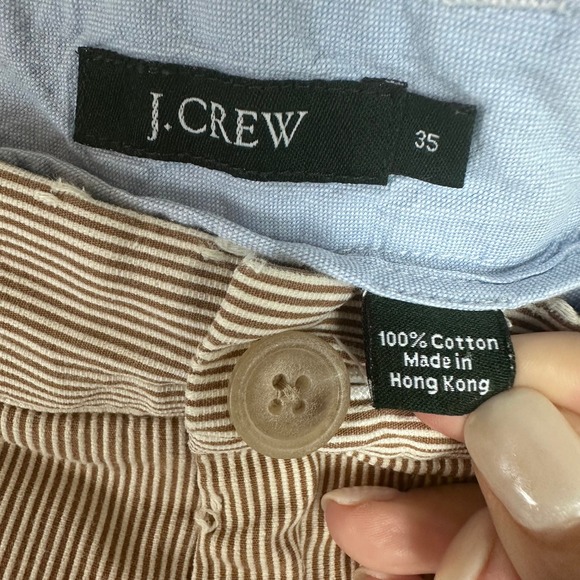 J.CREW
35
100% Cotton
Made in
Hong Kong